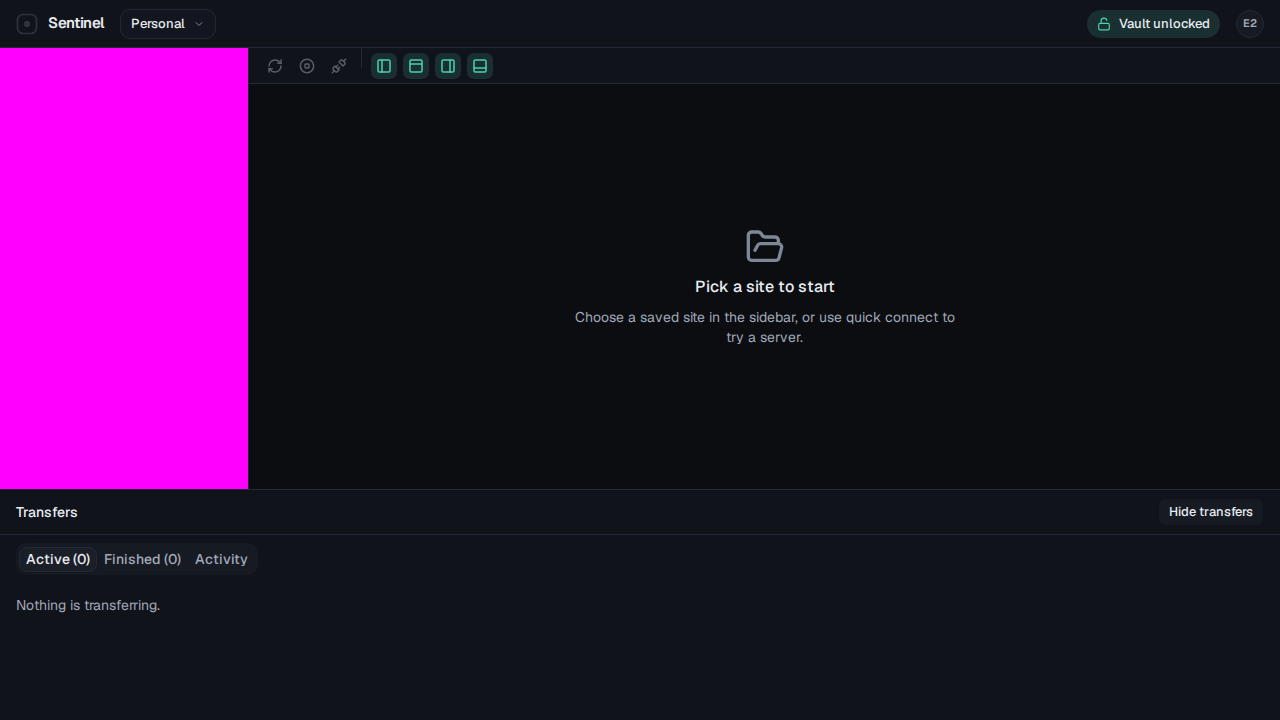 Sentinel
Personal
Vault unlocked
E2
Pick a site to start
Choose a saved site in the sidebar, or use quick connect to
try a server.
Transfers
Hide transfers
Active (0)
Finished (0)
Activity
Nothing is transferring.